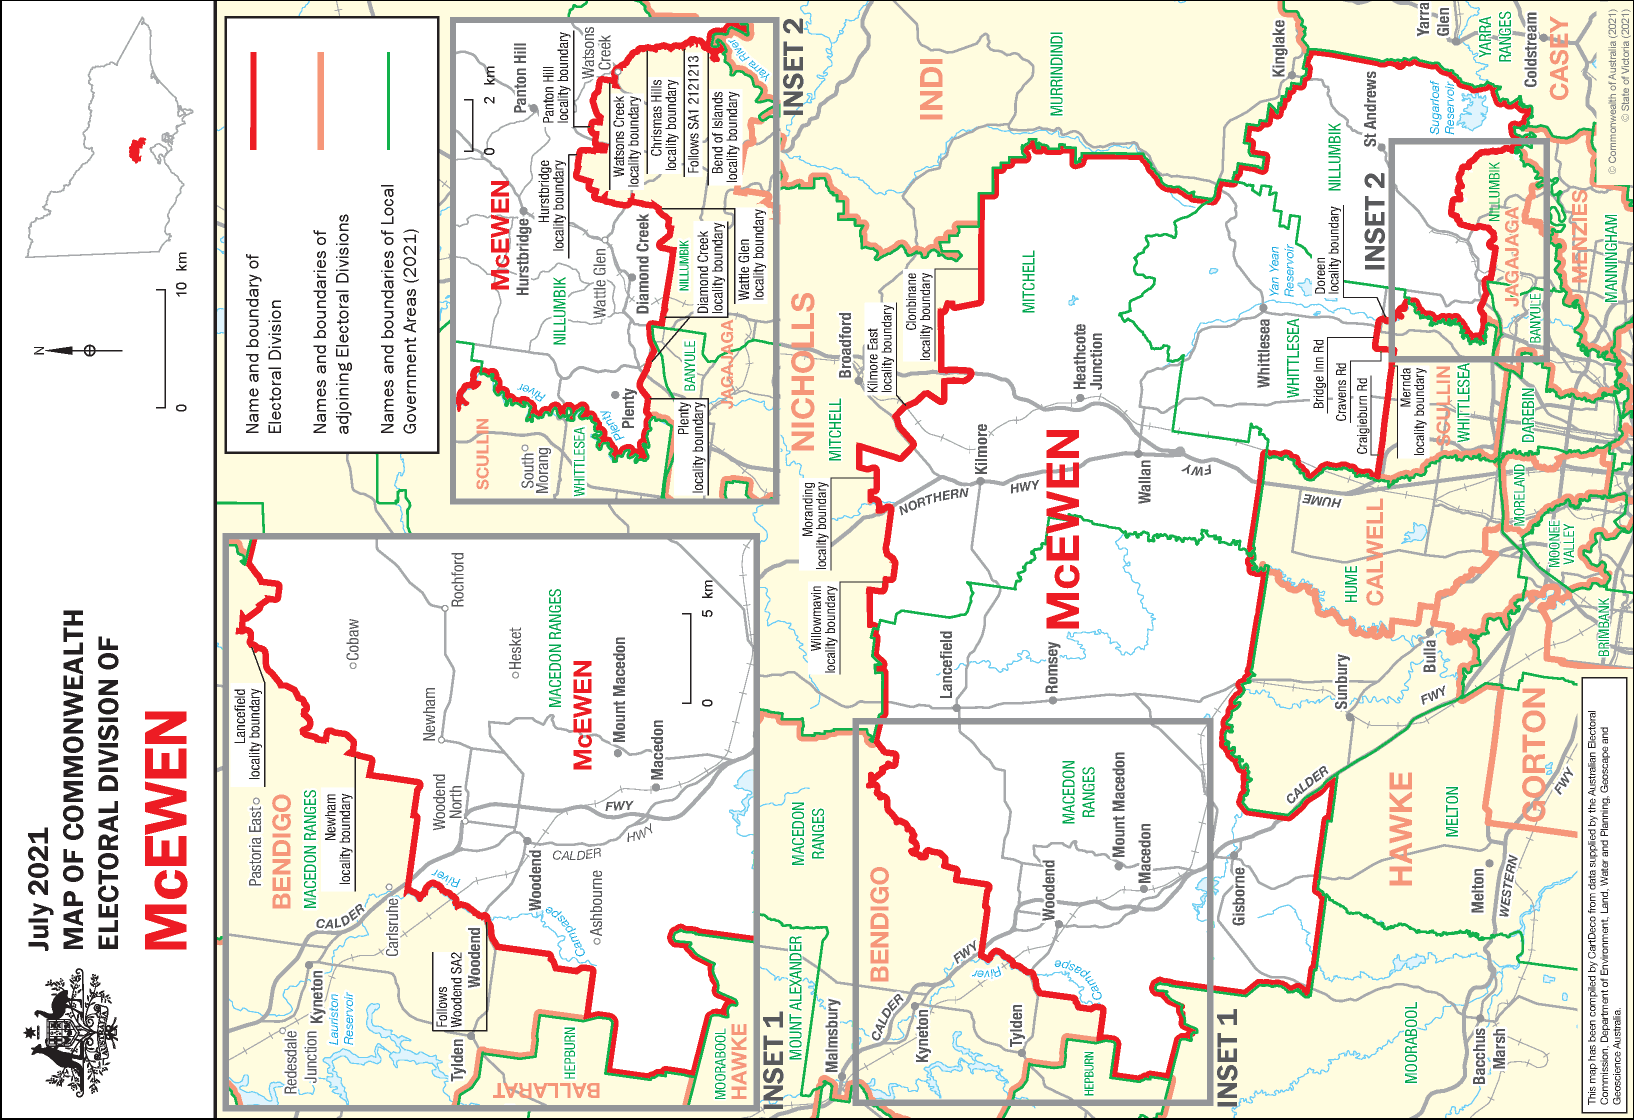 July 2021
MAP OF COMMONWEALTH
ELECTORAL DIVISION OF
McEWEN
N
0
10 km
Name and boundary of
Electoral Division
Names and boundaries of
adjoining Electoral Divisions
Names and boundaries of Local
Government Areas (2021)
Lancefield
locality boundary
Pastoria East
BENDIGO
MACEDON RANGES
Newham
locality boundary
Cobaw
Rochford
Newham
Hesket
MACEDON RANGES
McEWEN
Mount Macedon
Macedon
0
5 km
Woodend
North
FWY
HWY
CALDER
CALDER
River
Woodend
Ashbourne
Campaspe
Carlsruhe
Kyneton
Lauriston
Reservoir
Redesdale
Junction
Follows
Woodend SA2
Woodend
Tylden
HEPBURN
BALLARAT
MOORABOOL
HAWKE
INSET 1
0
2 km
Panton Hill
Panton Hill
locality boundary
Watsons
Creek
McEWEN
Hurstbridge
Hurstbridge
locality boundary
Watsons Creek
locality boundary
Chrismas Hills
locality boundary
Follows SA1 2121213
Bend of Islands
locality boundary
Yarra River
NILLUMBIK
Wattle Glen
Diamond Creek
NILLUMBIK
Diamond Creek
locality boundary
Wattle Glen
locality boundary
BANYULE
JAGAJAGA
River
Plenty
Plenty
Plenty
locality boundary
SCULLIN
South
Morang
WHITTLESEA
INSET 2
INDI
MURRINDINDI
Kinglake
Yarra
Glen
YARRA
RANGES
Coldstream
CASEY
© Commonwealth of Australia (2021)
© State of Victoria (2021)
St Andrews
Sugarloaf
Reservoir
NILLUMBIK
INSET 2
NILLUMBIK
JAGAJAGA
MENZIES
MANNINGHAM
BANYULE
Doreen
locality boundary
Yan Yean
Reservoir
MITCHELL
NICHOLLS
Broadford
MITCHELL
Kilmore East
locality boundary
Clonbinane
locality boundary
Heathcote
Junction
Whittlesea
WHITTLESEA
Bridge Inn Rd
Cravens Rd
Craigieburn Rd
Mernda
locality boundary
SCULLIN
WHITTLESEA
DAREBIN
Moranding
locality boundary
Willowmavin
locality boundary
Kilmore
NORTHERN
HWY
McEWEN
Wallan
FWY
HUME
CALWELL
HUME
MORELAND
MOONEE
VALLEY
BRIMBANK
Lancefield
Romsey
Sunbury
Bulla
FWY
CALDER
GORTON
HAWKE
MELTON
Melton
WESTERN
FWY
MACEDON
RANGES
MACEDON
RANGES
Mount Macedon
Macedon
BENDIGO
Woodend
Gisborne
FWY
River
Campaspe
CALDER
Kyneton
Tylden
HEPBURN
MOUNT ALEXANDER
Malmsbury
INSET 1
MOORABOOL
Bacchus
Marsh
This map has been compiled by CartDeco from data supplied by the Australian Electoral
Commission, Department of Environment, Land, Water and Planning, Geoscape and
Geoscience Australia.